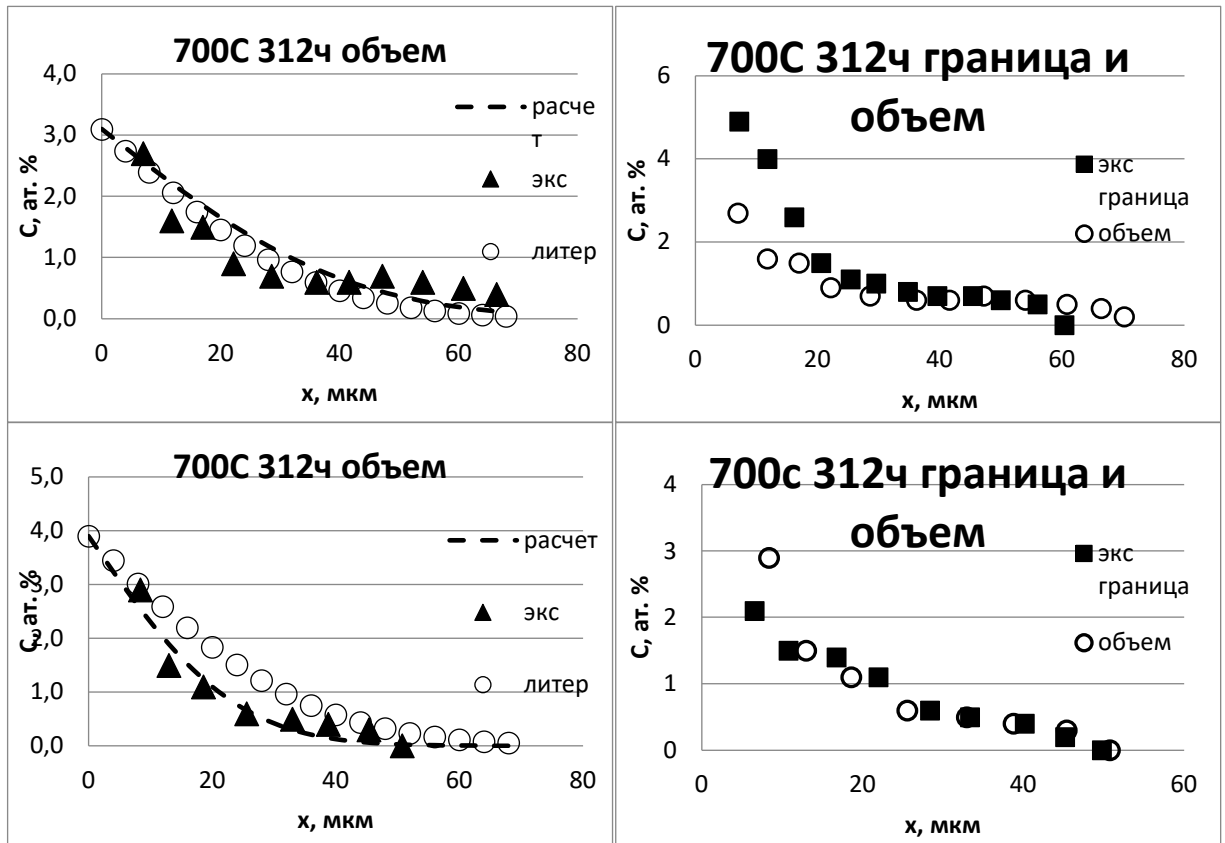 700С 312ч объем
4,0
3,0
2,0
1,0
0,0
0
20
40
60
80
С, ат. %
х, мкм
расче
т
экс
литер
700С 312ч граница и
объем
6
4
2
0
0
20
40
60
80
С, ат. %
х, мкм
экс
граница
объем
700С 312ч объем
5,0
4,0
3,0
2,0
1,0
0,0
0
20
40
60
80
С, ат. %
х, мкм
расчет
экс
литер
700с 312ч граница и
объем
4
3
2
1
0
0
20
40
60
С, ат. %
х, мкм
экс
граница
объем